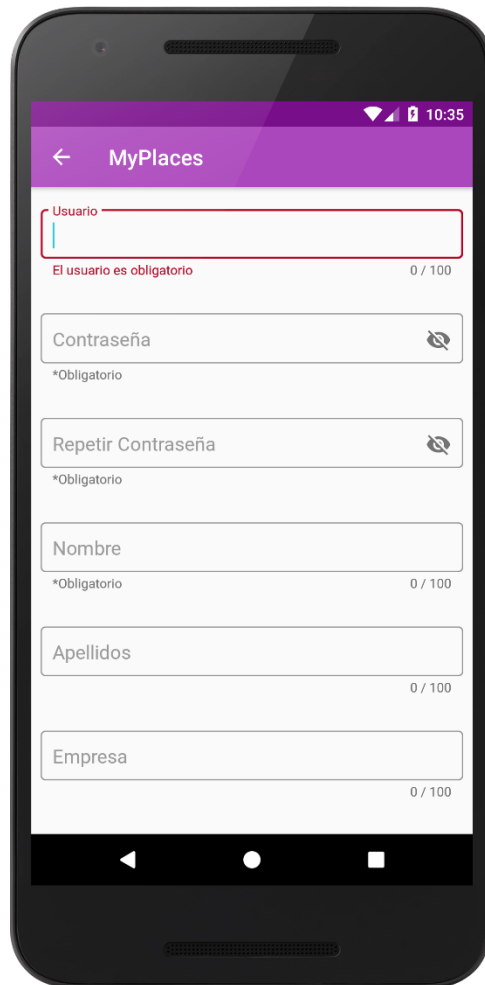 10:35
MyPlaces
Usuario
El usuario es obligatorio 0 / 100
Contraseña
*Obligatorio
Repetir Contraseña
*Obligatorio
Nombre
*Obligatorio 0 / 100
Apellidos
0 / 100
Empresa
0 / 100